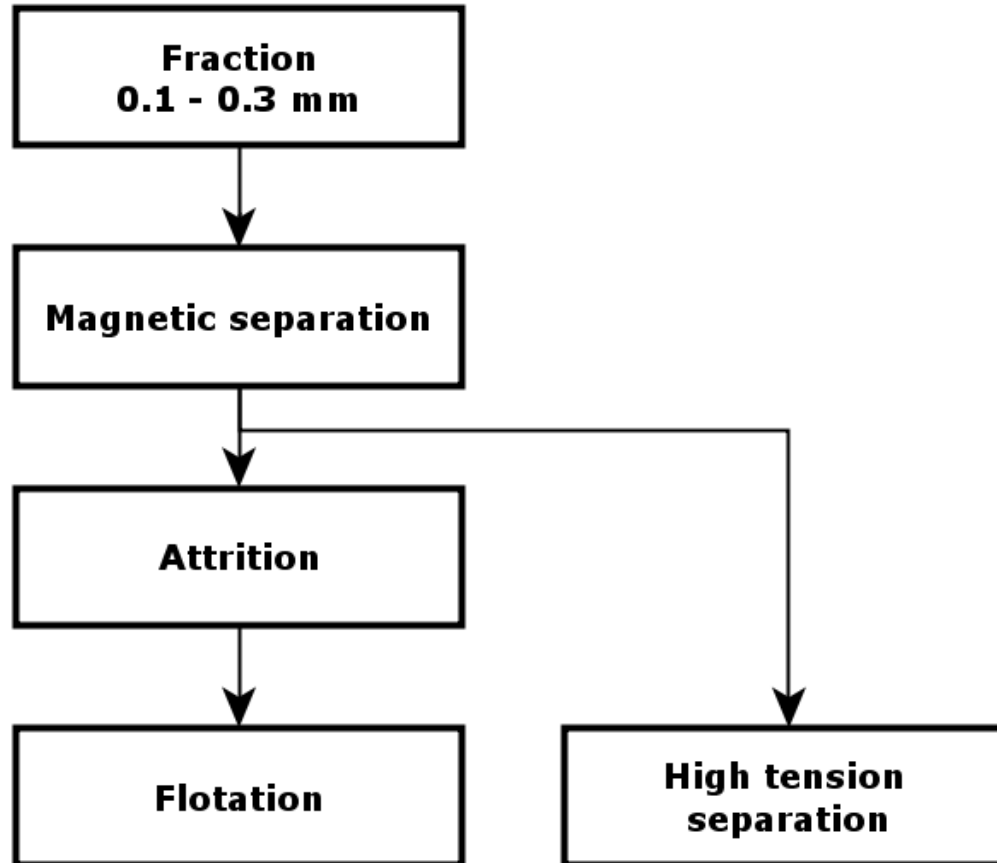 Fraction
0.1 - 0.3 mm
Magnetic separation
Attrition
Flotation
High tension
separation